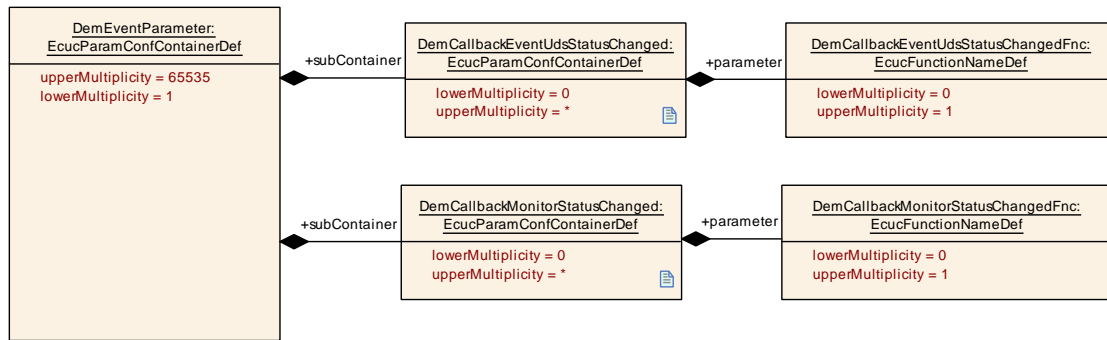 DemEventParameter:
EcucParamConfContainerDef
upperMultiplicity = 65535
lowerMultiplicity = 1
+subContainer
DemCallbackEventUdsStatusChanged:
EcucParamConfContainerDef
lowerMultiplicity = 0
upperMultiplicity = *
+parameter
DemCallbackEventUdsStatusChangedFnc:
EcucFunctionNameDef
lowerMultiplicity = 0
upperMultiplicity = 1
+subContainer
DemCallbackMonitorStatusChanged:
EcucParamConfContainerDef
lowerMultiplicity = 0
upperMultiplicity = *
+parameter
DemCallbackMonitorStatusChangedFnc:
EcucFunctionNameDef
lowerMultiplicity = 0
upperMultiplicity = 1